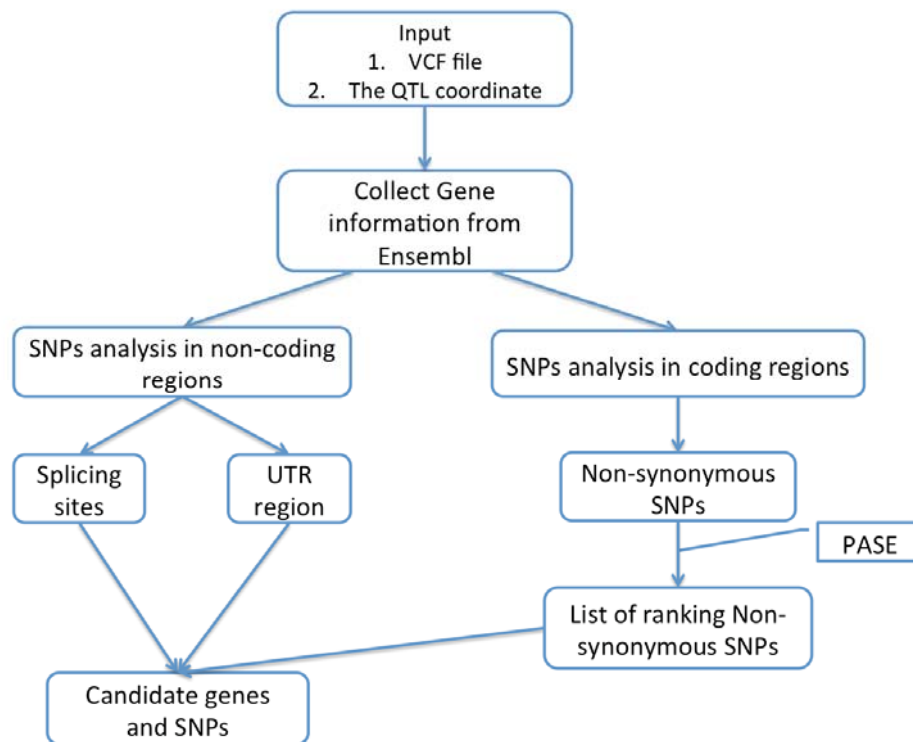 Input
1. VCF file
2. The QTL coordinate
Collect Gene
information from
Ensembl
SNPs analysis in non-coding
regions
SNPs analysis in coding regions
Splicing
sites
UTR
region
Non-synonymous
SNPs
PASE
List of ranking Non-
synonymous SNPs
Candidate genes
and SNPs